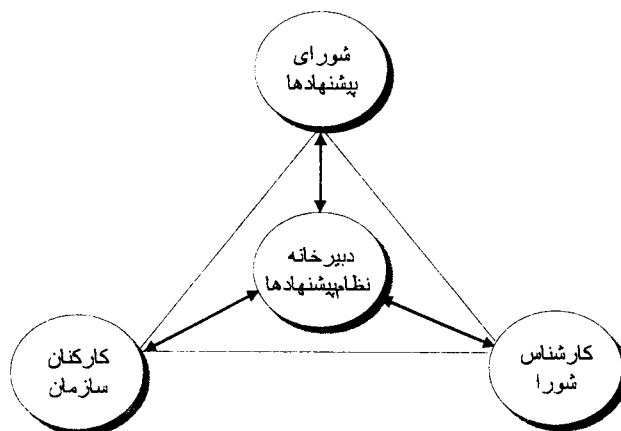 شورای
پیشنهادها
دبیرخانه
نظام‌پیشنهادها
کارشناس
شورا
کارکنان
سازمان